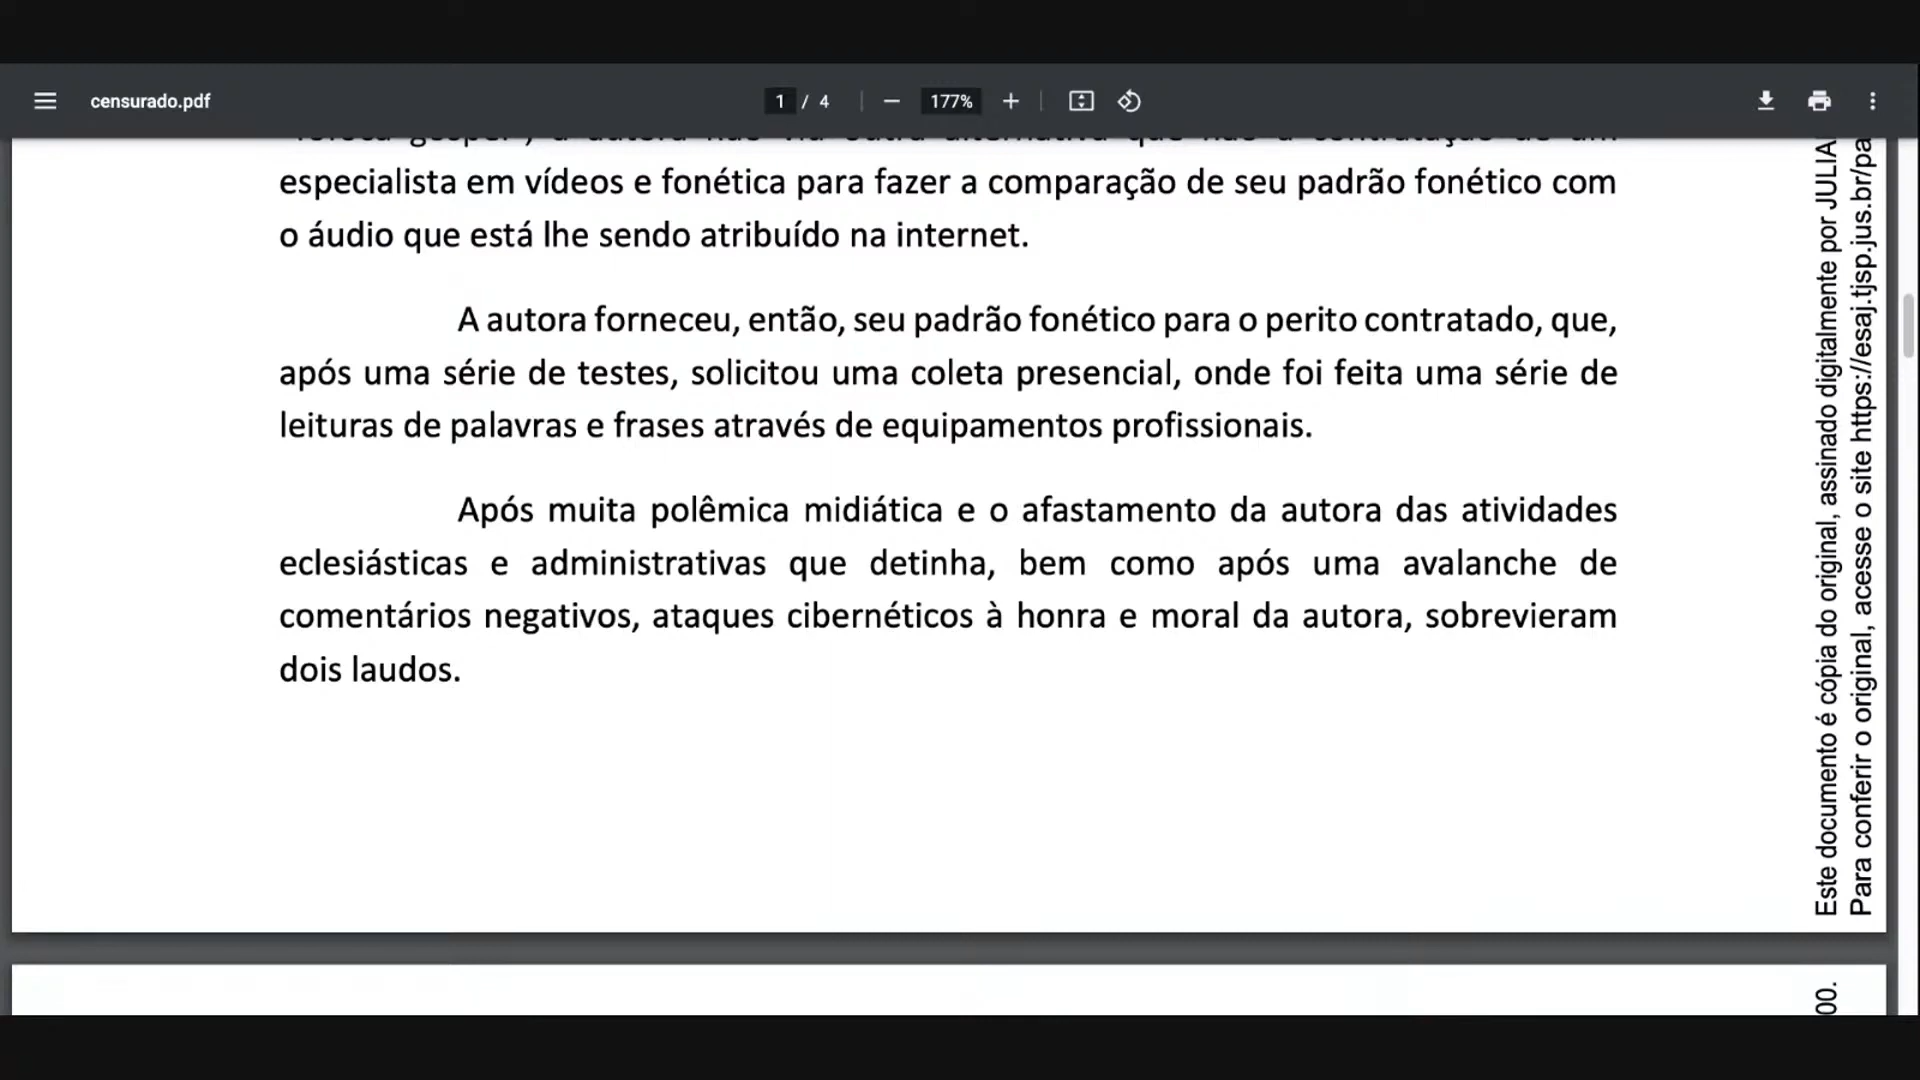 censurado.pdf
1 / 4
177%
especialista em vídeos e fonética para fazer a comparação de seu padrão fonético com
o áudio que está lhe sendo atribuído na internet.
A autora forneceu, então, seu padrão fonético para o perito contratado, que,
após uma série de testes, solicitou uma coleta presencial, onde foi feita uma série de
leituras de palavras e frases através de equipamentos profissionais.
Após muita polêmica midiática e o afastamento da autora das atividades
eclesiásticas e administrativas que detinha, bem como após uma avalanche de
comentários negativos, ataques cibernéticos à honra e moral da autora, sobrevieram
dois laudos.
Este documento é cópia do original, assinado digitalmente por JULIA
Para conferir o original, acesse o site https://esaj.tjsp.jus.br/pa
00.